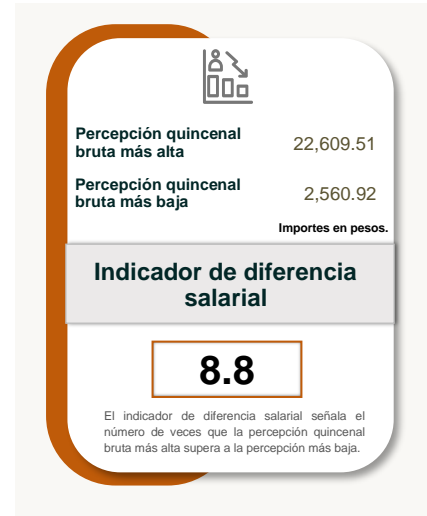 Percepción quincenal
bruta más alta
22,609.51
Percepción quincenal
bruta más baja
2,560.92
Importes en pesos.
Indicador de diferencia
salarial
8.8
El indicador de diferencia salarial señala el
número de veces que la percepción quincenal
bruta más alta supera a la percepción más baja.